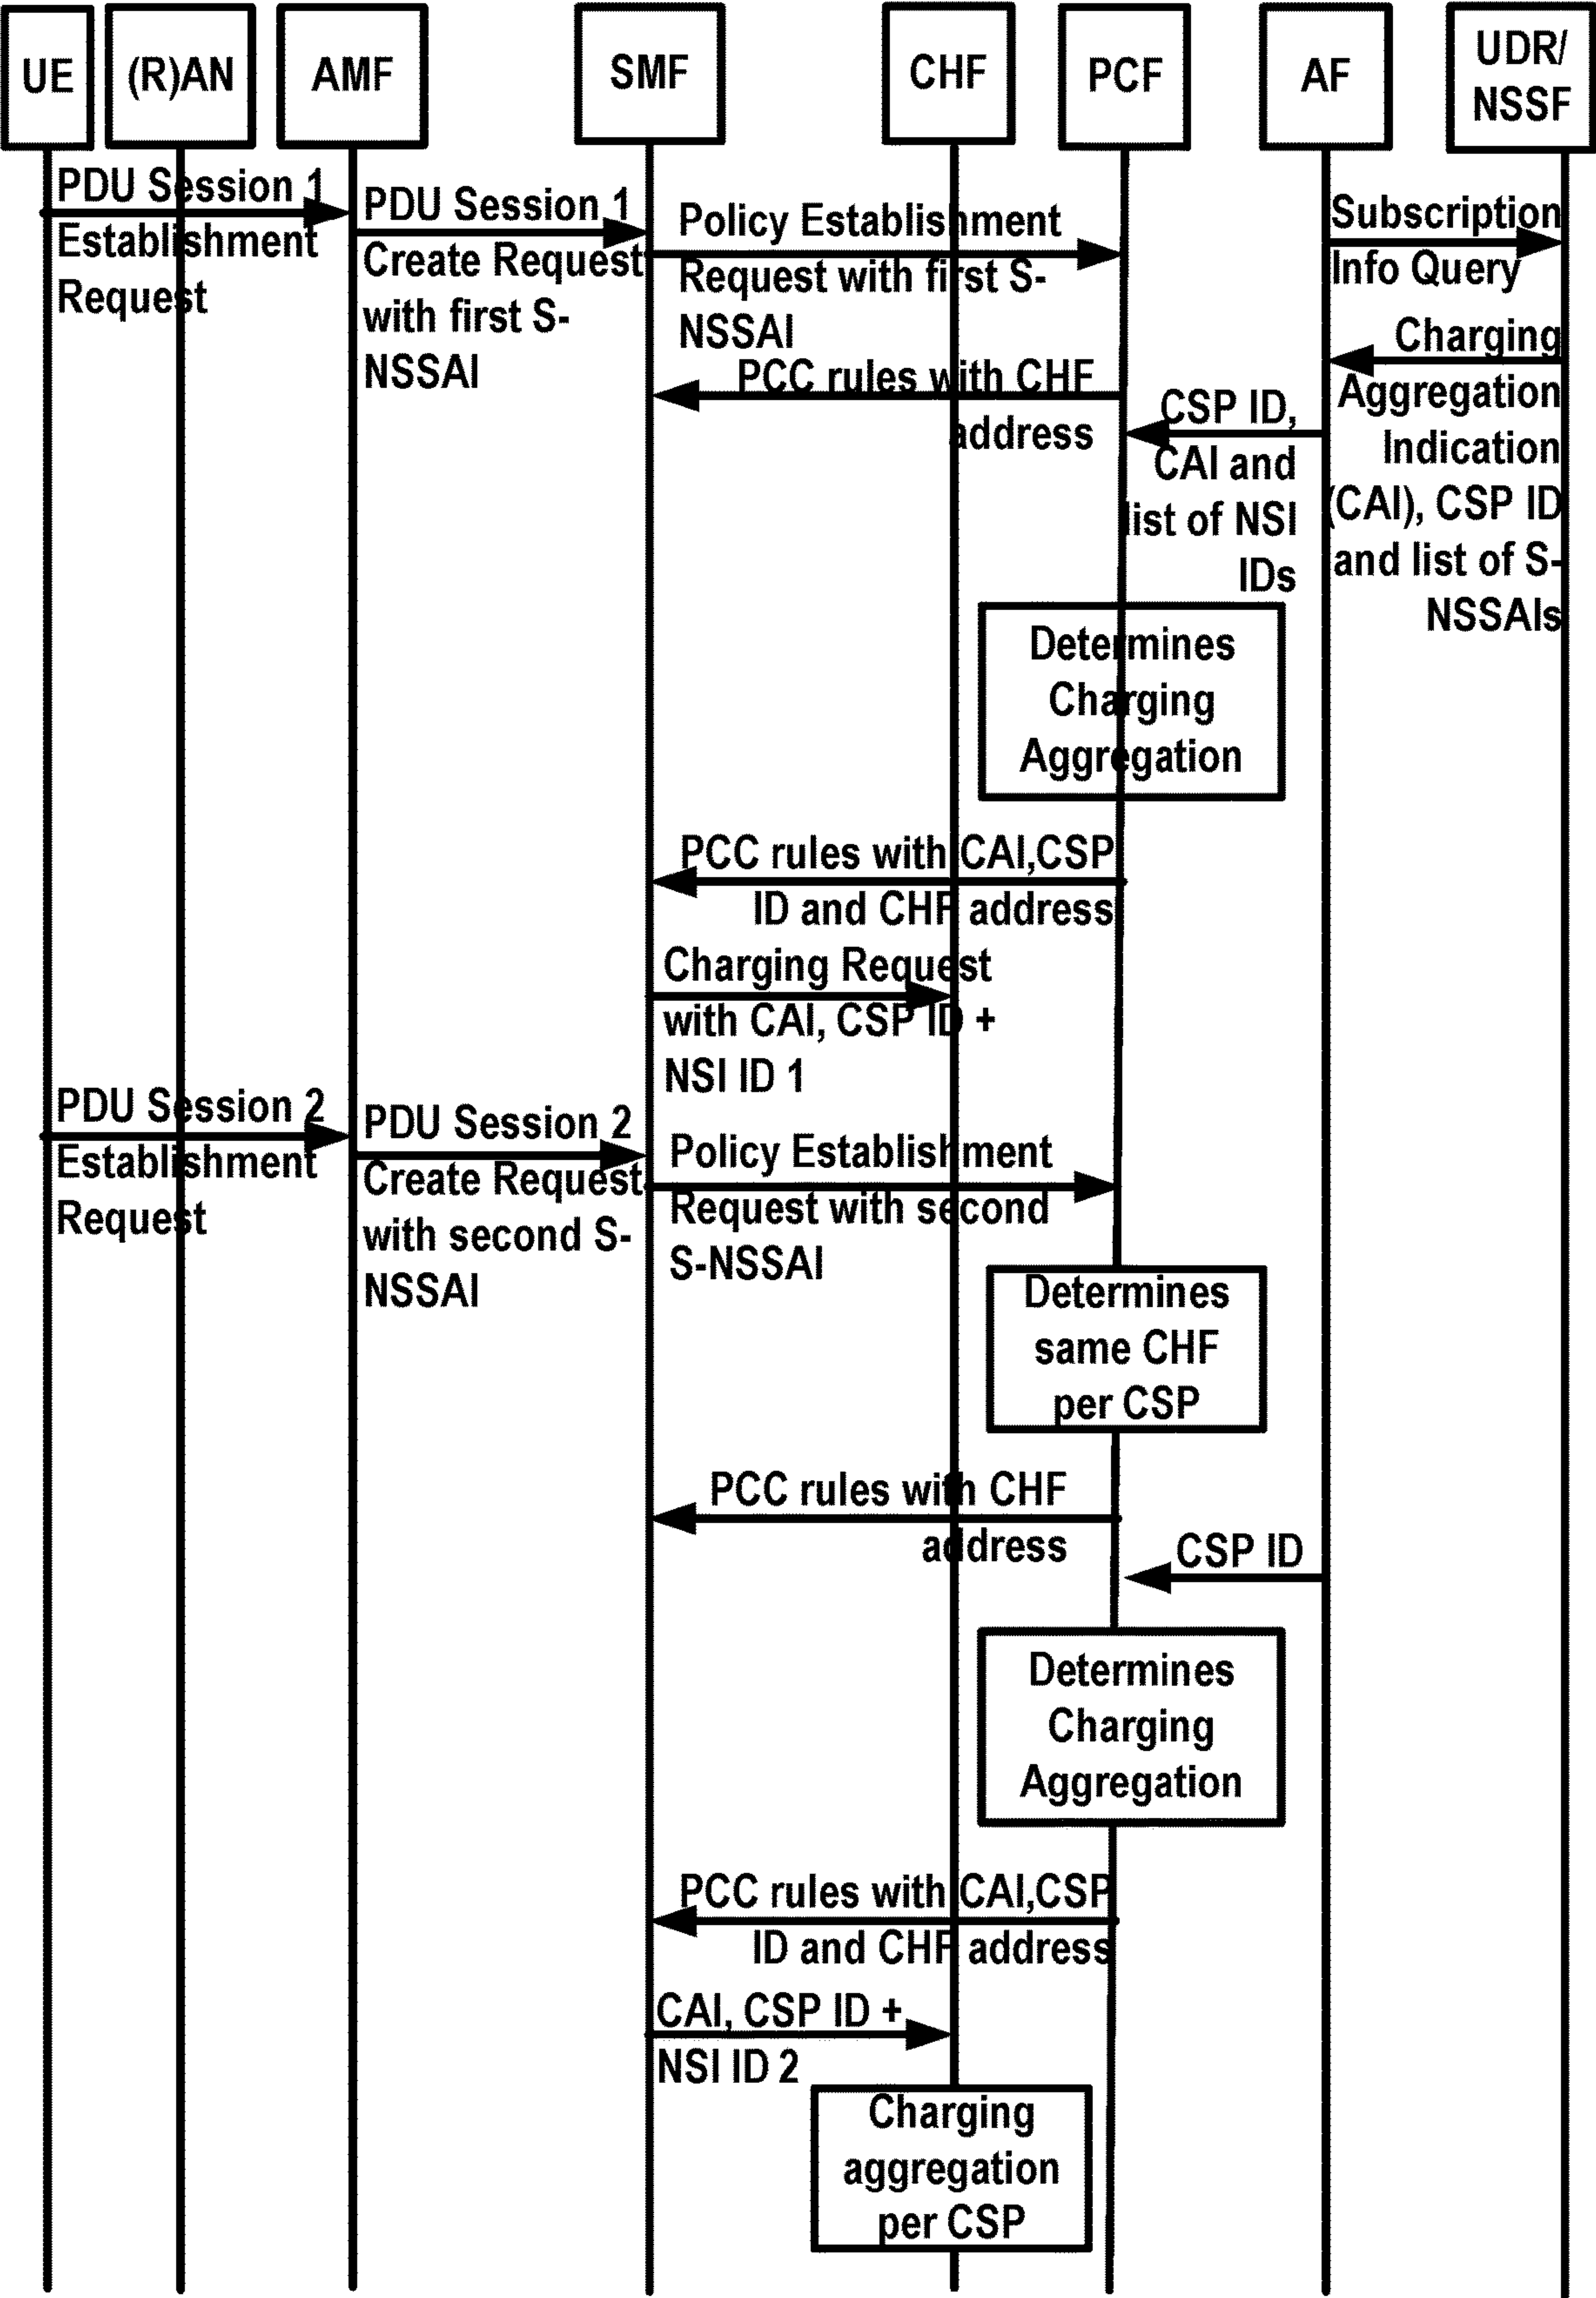 UE
(R)AN
AMF
SMF
CHF
PCF
AF
UDR/
NSSF
PDU Session 1
Establishment
Request
PDU Session 1
Create Request
with first S-
NSSAI
Policy Establishment
Request with first S-
NSSAI
Subscription
Info Query
Charging
Aggregation
Indication
(CAI), CSP ID
and list of S-
NSSAIs
PCC rules with CHF
address
CSP ID,
CAI and
list of NSI
IDs
Determines
Charging
Aggregation
PCC rules with CAI,CSP
ID and CHF address
Charging Request
with CAI, CSP ID +
NSI ID 1
PDU Session 2
Establishment
Request
PDU Session 2
Create Request
with second S-
NSSAI
Policy Establishment
Request with second
S-NSSAI
Determines
same CHF
per CSP
PCC rules with CHF
address
CSP ID
Determines
Charging
Aggregation
PCC rules with CAI,CSP
ID and CHF address
CAI, CSP ID +
NSI ID 2
Charging
aggregation
per CSP